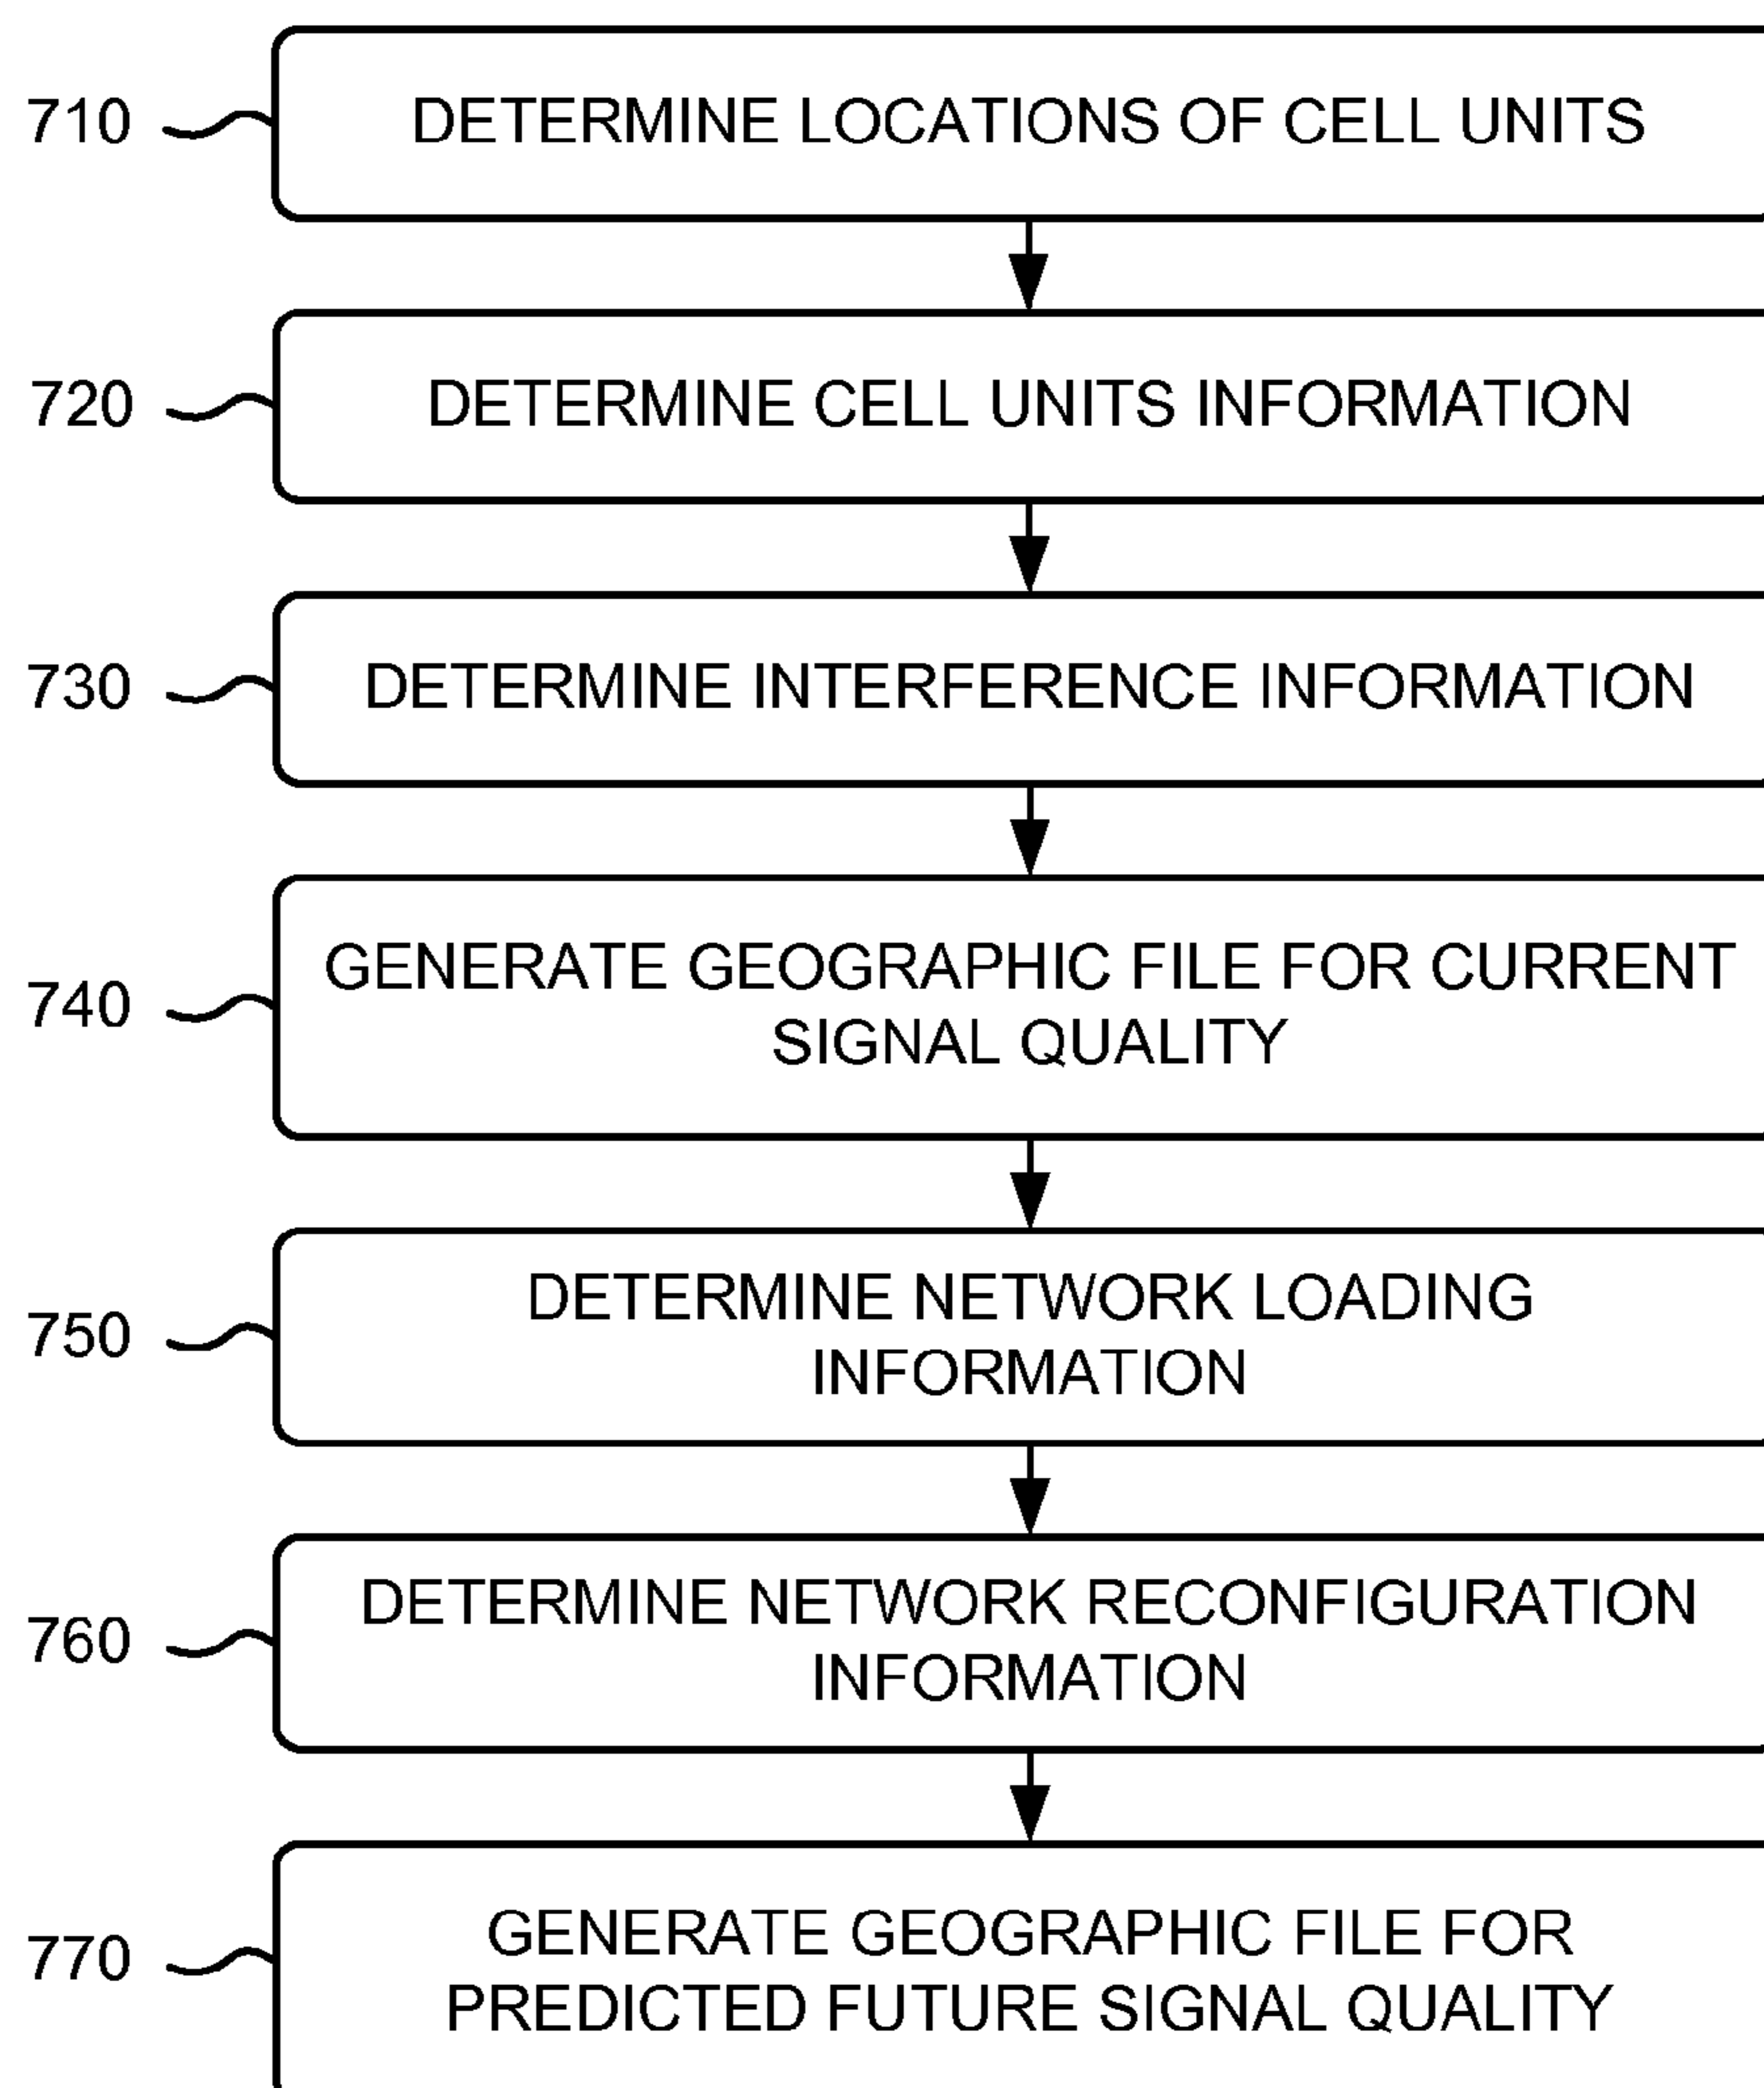 710
DETERMINE LOCATIONS OF CELL UNITS
720
DETERMINE CELL UNITS INFORMATION
730
DETERMINE INTERFERENCE INFORMATION
740
GENERATE GEOGRAPHIC FILE FOR CURRENT
SIGNAL QUALITY
750
DETERMINE NETWORK LOADING
INFORMATION
760
DETERMINE NETWORK RECONFIGURATION
INFORMATION
770
GENERATE GEOGRAPHIC FILE FOR
PREDICTED FUTURE SIGNAL QUALITY